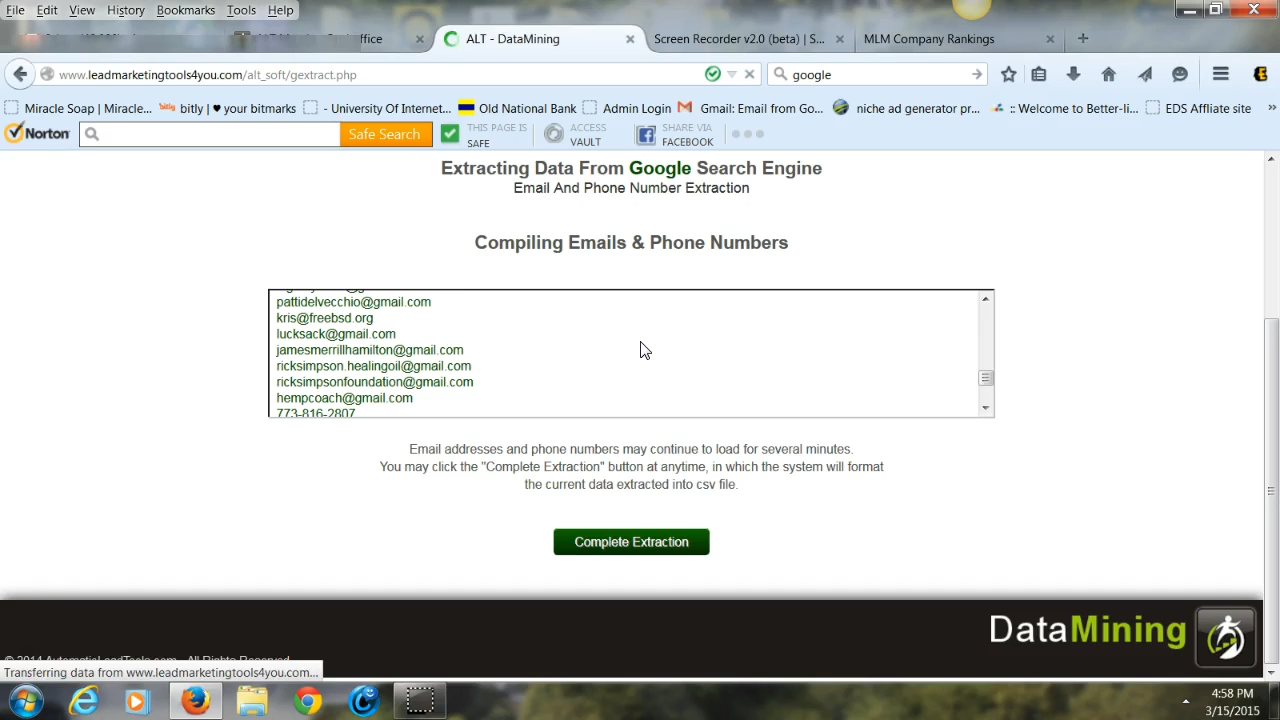 File Edit View History Bookmarks Tools Help
ffice
ALT - DataMining
Screen Recorder v2.0 (beta) | S...
MLM Company Rankings
www.leadmarketingtools4you.com/alt_soft/gextract.php
google
Miracle Soap | Miracle...
bitly | ♥ your bitmarks
- University Of Internet...
Old National Bank
Admin Login
Gmail: Email from Go...
niche ad generator pr...
:: Welcome to Better-li...
IDS Affliate site
Norton
Safe Search
THIS PAGE IS
SAFE
ACCESS
VAULT
SHARE VIA
FACEBOOK
Extracting Data From Google Search Engine
Email And Phone Number Extraction
Compiling Emails & Phone Numbers
pattidelvecchio@gmail.com
kris@freebsd.org
lucksack@gmail.com
jamesmerrillhamilton@gmail.com
ricksimpson.healingoil@gmail.com
ricksimpsonfoundation@gmail.com
hempcoach@gmail.com
773-816-2807
Email addresses and phone numbers may continue to load for several minutes.
You may click the "Complete Extraction" button at anytime, in which the system will format
the current data extracted into csv file.
Complete Extraction
DataMining
© 2014 AutomaticLeadTools.com - All Rights Reserved
Transferring data from www.leadmarketingtools4you.com...
4:58 PM
3/15/2015